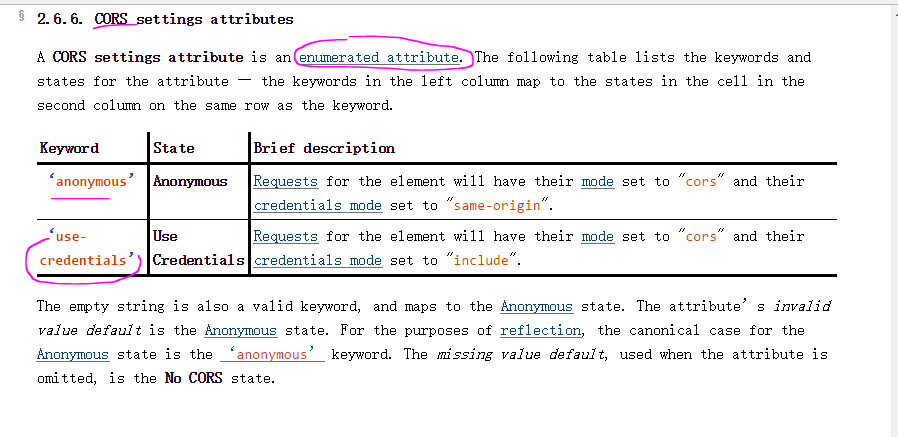 § 2.6.6. CORS settings attributes
A CORS settings attribute is an enumerated attribute. The following table lists the keywords and
states for the attribute — the keywords in the left column map to the states in the cell in the
second column on the same row as the keyword.
Keyword State Brief description
‘anonymous’ Anonymous Requests for the element will have their mode set to “cors” and their
credentials mode set to “same-origin”.
‘use- Use Requests for the element will have their mode set to “cors” and their
credentials’ Credentials credentials mode set to “include”.
The empty string is also a valid keyword, and maps to the Anonymous state. The attribute’s invalid
value default is the Anonymous state. For the purposes of reflection, the canonical case for the
Anonymous state is the ‘anonymous’ keyword. The missing value default, used when the attribute is
omitted, is the No CORS state.